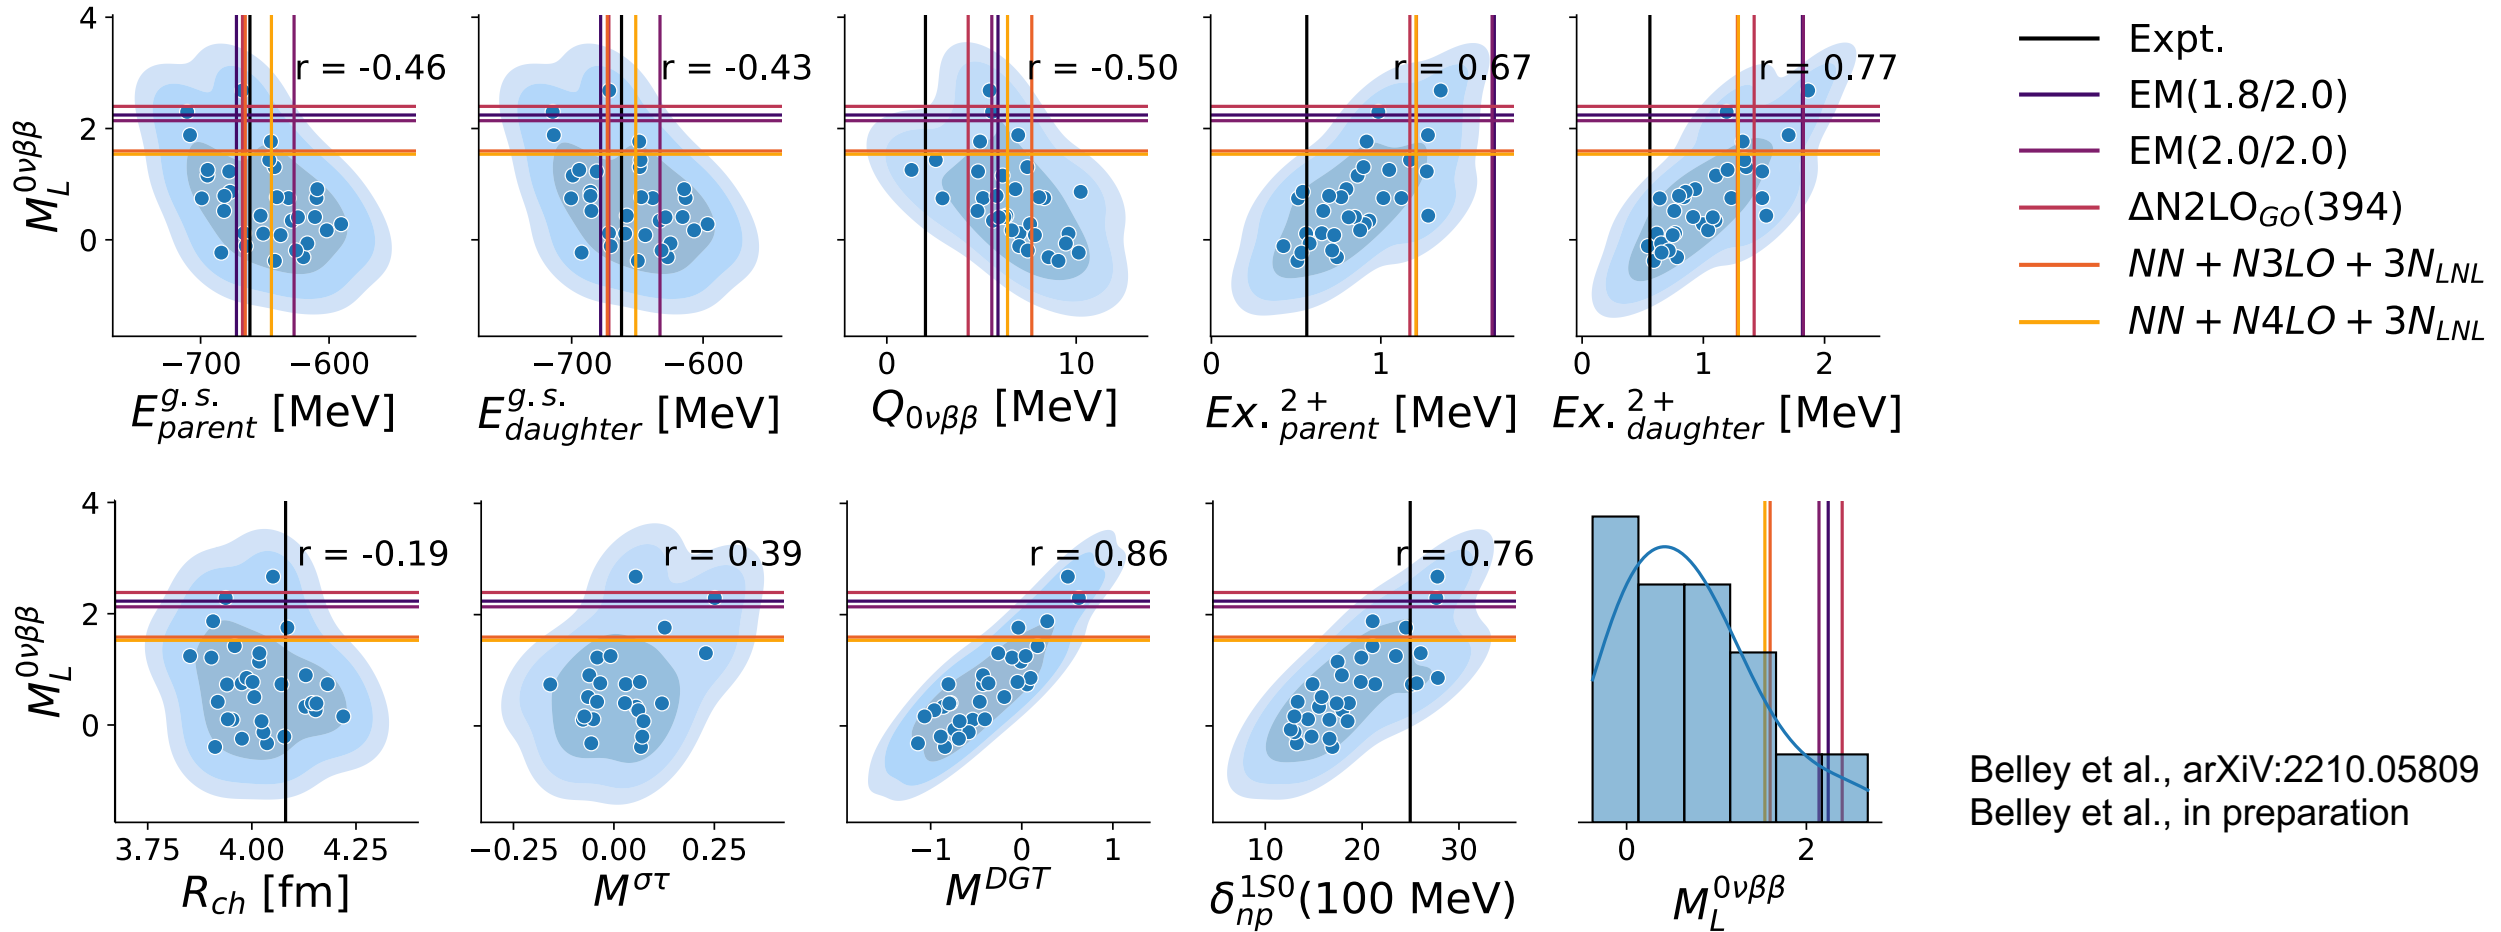 4
2
0
M_L^{0νββ}
r = -0.46
−700 −600
E_{parent}^{g.s.} [MeV]
r = -0.43
−700 −600
E_{daughter}^{g.s.} [MeV]
r = -0.50
0 10
Q_{0νββ} [MeV]
r = 0.67
0 1
Ex._{parent}^{2+} [MeV]
r = 0.77
0 1 2
Ex._{daughter}^{2+} [MeV]
Expt.
EM(1.8/2.0)
EM(2.0/2.0)
ΔN2LO_{GO}(394)
NN + N3LO + 3N_{LNL}
NN + N4LO + 3N_{LNL}
4
2
0
M_L^{0νββ}
r = -0.19
3.75 4.00 4.25
R_{ch} [fm]
r = 0.39
−0.25 0.00 0.25
M^{στ}
r = 0.86
−1 0 1
M^{DGT}
r = 0.76
10 20 30
δ_{np}^{1S0}(100 MeV)
0 2
M_L^{0νββ}
Belley et al., arXiV:2210.05809
Belley et al., in preparation